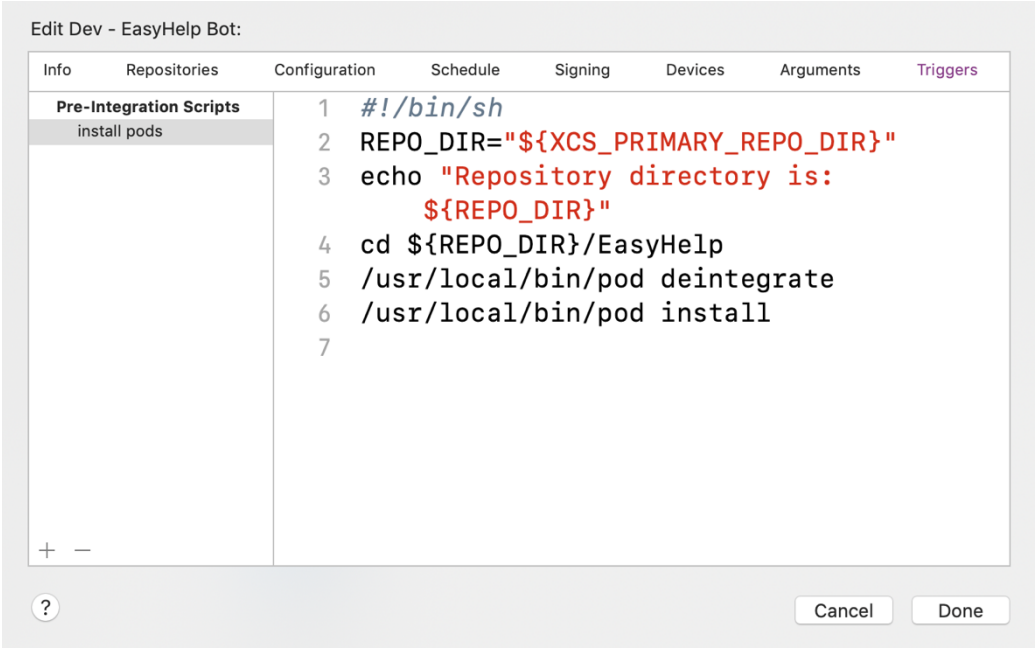 Edit Dev - EasyHelp Bot:
Info Repositories Configuration Schedule Signing Devices Arguments Triggers
Pre-Integration Scripts
install pods
1 #!/bin/sh
2 REPO_DIR="${XCS_PRIMARY_REPO_DIR}"
3 echo "Repository directory is:
${REPO_DIR}"
4 cd ${REPO_DIR}/EasyHelp
5 /usr/local/bin/pod deintegrate
6 /usr/local/bin/pod install
7
+ −
?
Cancel Done